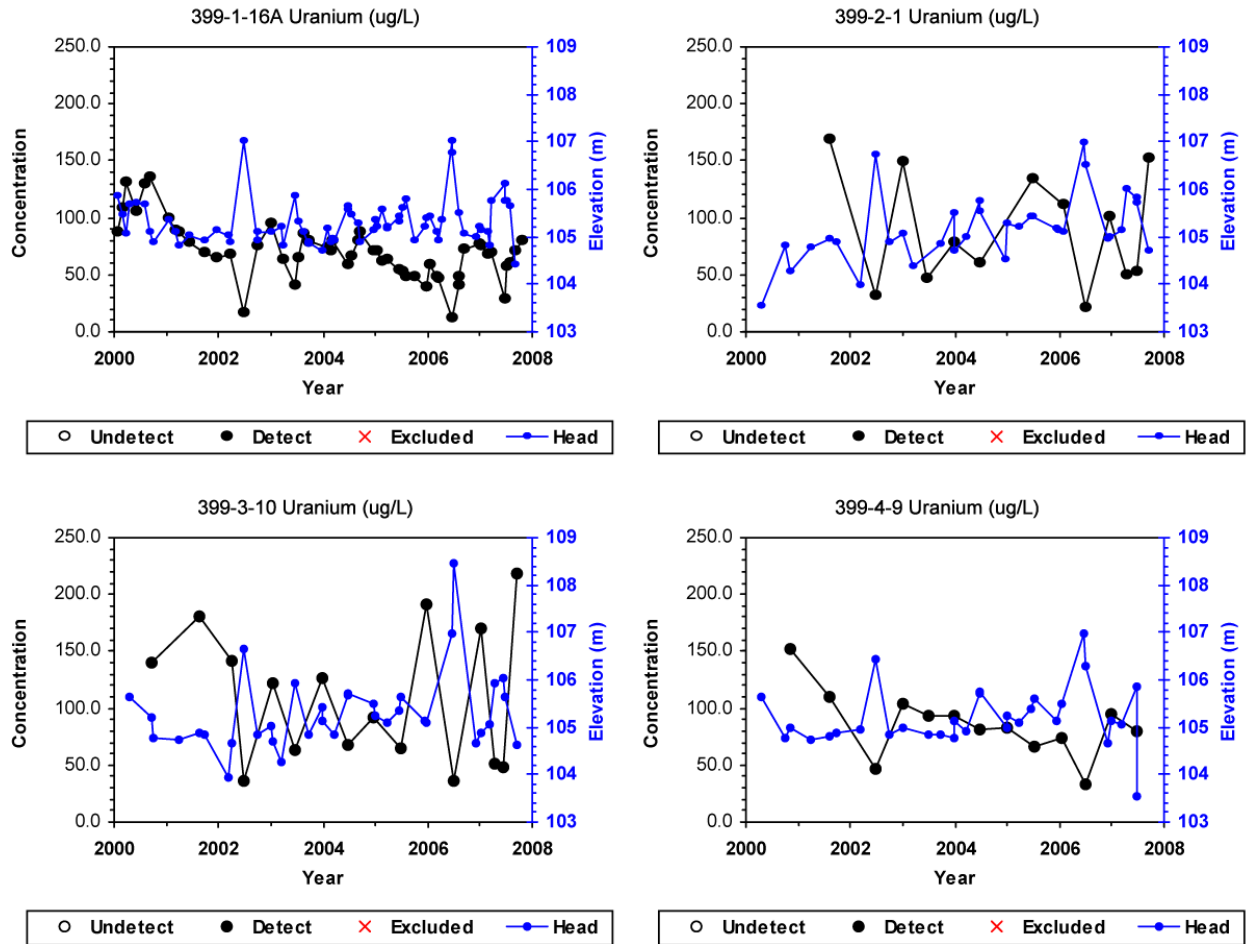 399-1-16A Uranium (ug/L)
250.0
200.0
150.0
100.0
50.0
0.0
Concentration
109
108
107
106
105
104
103
Elevation (m)
2000 2002 2004 2006 2008
Year
Undetect Detect Excluded Head
399-2-1 Uranium (ug/L)
250.0
200.0
150.0
100.0
50.0
0.0
Concentration
109
108
107
106
105
104
103
Elevation (m)
2000 2002 2004 2006 2008
Year
Undetect Detect Excluded Head
399-3-10 Uranium (ug/L)
250.0
200.0
150.0
100.0
50.0
0.0
Concentration
109
108
107
106
105
104
103
Elevation (m)
2000 2002 2004 2006 2008
Year
Undetect Detect Excluded Head
399-4-9 Uranium (ug/L)
250.0
200.0
150.0
100.0
50.0
0.0
Concentration
109
108
107
106
105
104
103
Elevation (m)
2000 2002 2004 2006 2008
Year
Undetect Detect Excluded Head